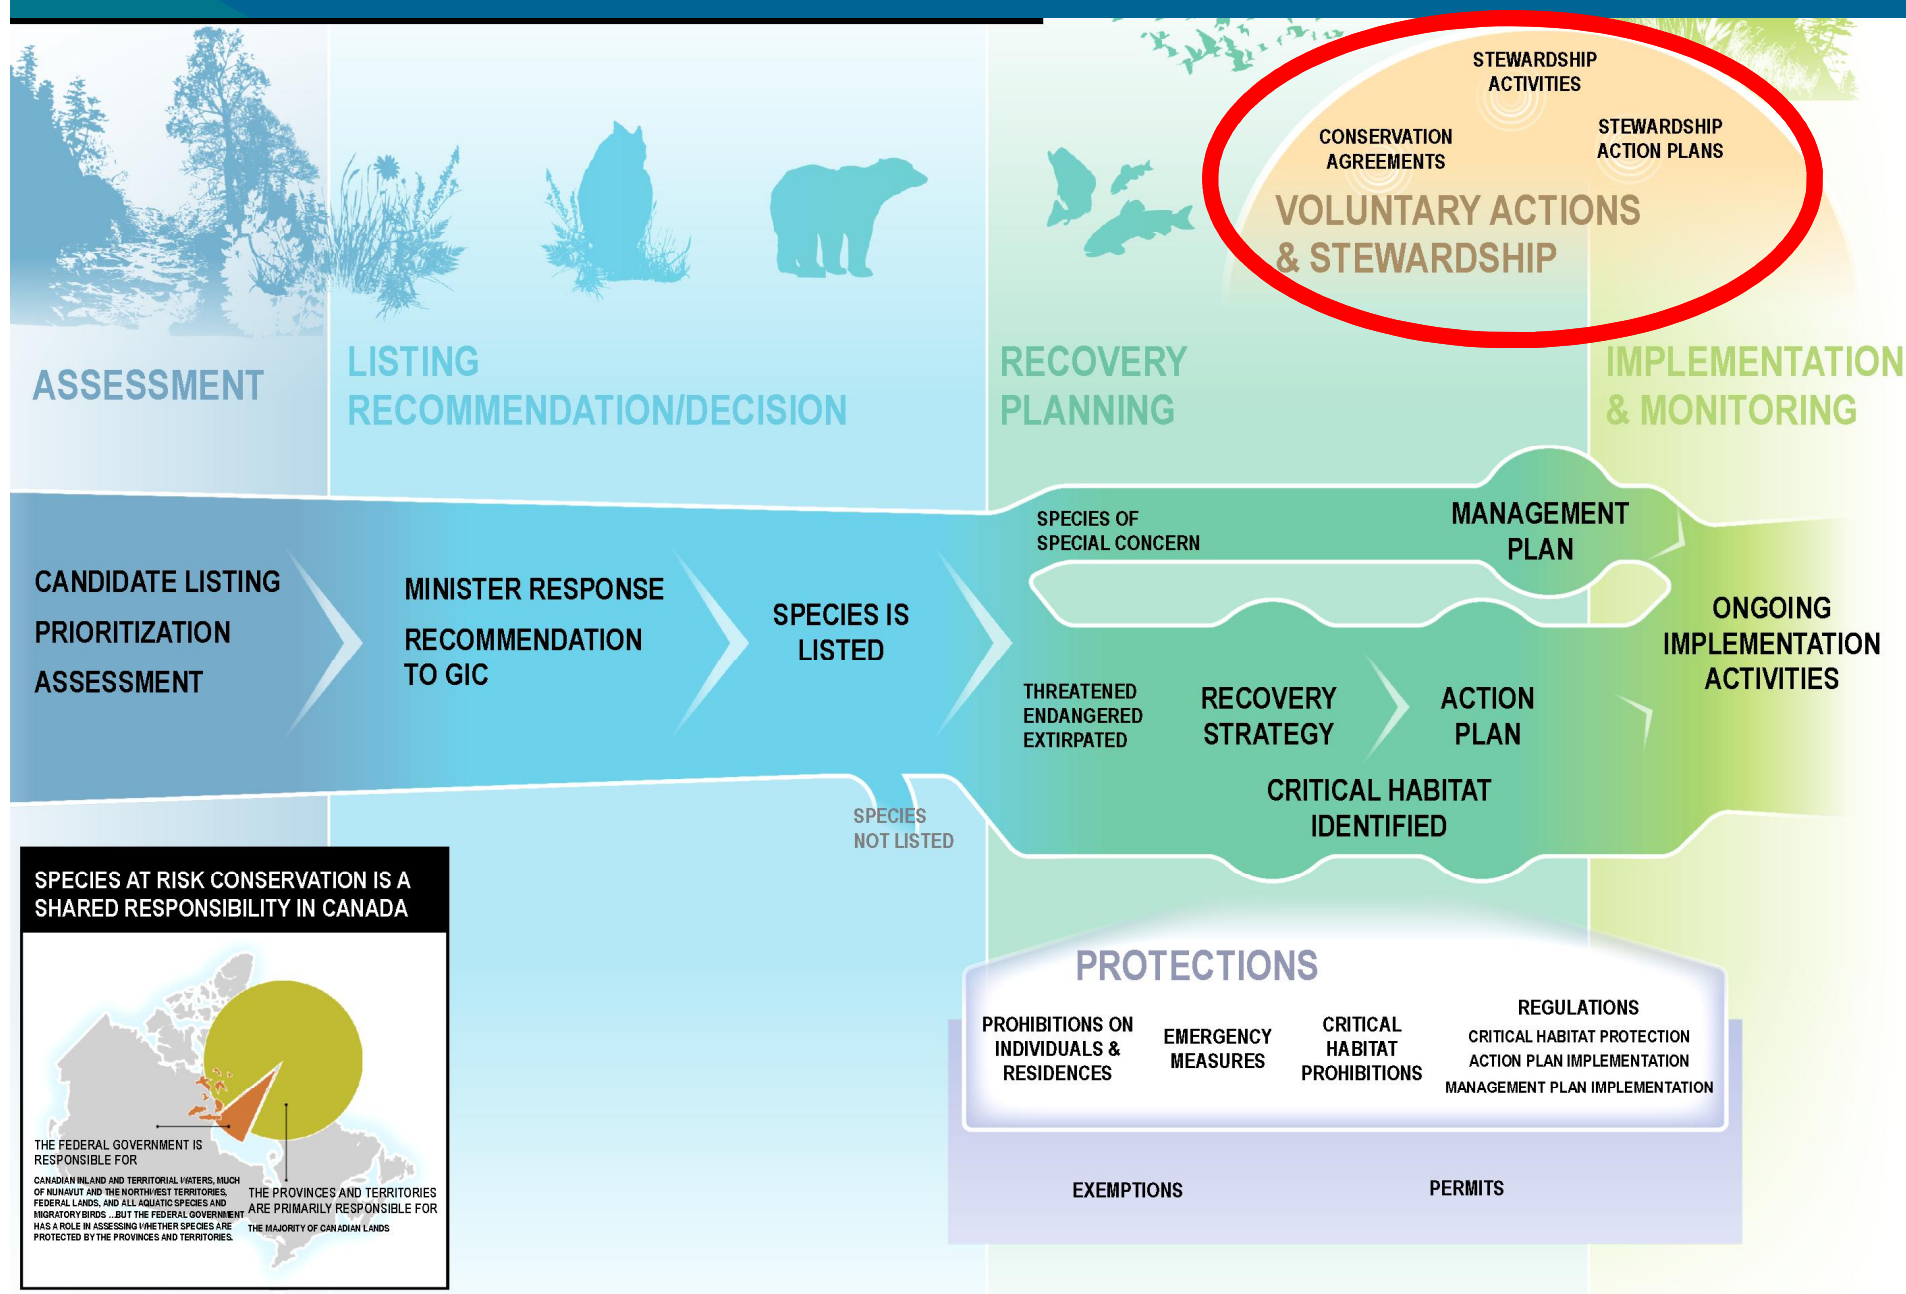 STEWARDSHIP
ACTIVITIES
CONSERVATION
AGREEMENTS
STEWARDSHIP
ACTION PLANS
VOLUNTARY ACTIONS
& STEWARDSHIP
ASSESSMENT
LISTING
RECOMMENDATION/DECISION
RECOVERY
PLANNING
IMPLEMENTATION
& MONITORING
CANDIDATE LISTING
PRIORITIZATION
ASSESSMENT
MINISTER RESPONSE
RECOMMENDATION
TO GIC
SPECIES IS
LISTED
SPECIES
NOT LISTED
SPECIES OF
SPECIAL CONCERN
MANAGEMENT
PLAN
THREATENED
ENDANGERED
EXTIRPATED
RECOVERY
STRATEGY
ACTION
PLAN
CRITICAL HABITAT
IDENTIFIED
ONGOING
IMPLEMENTATION
ACTIVITIES
SPECIES AT RISK CONSERVATION IS A
SHARED RESPONSIBILITY IN CANADA
THE FEDERAL GOVERNMENT IS
RESPONSIBLE FOR
CANADIAN INLAND AND TERRITORIAL WATERS, MUCH
OF NUNAVUT AND THE NORTHWEST TERRITORIES,
FEDERAL LANDS, AND ALL AQUATIC SPECIES AND
MIGRATORY BIRDS ...BUT THE FEDERAL GOVERNMENT
HAS A ROLE IN ASSESSING WHETHER SPECIES ARE
PROTECTED BY THE PROVINCES AND TERRITORIES.
THE PROVINCES AND TERRITORIES
ARE PRIMARILY RESPONSIBLE FOR
THE MAJORITY OF CANADIAN LANDS
PROTECTIONS
PROHIBITIONS ON
INDIVIDUALS &
RESIDENCES
EMERGENCY
MEASURES
CRITICAL
HABITAT
PROHIBITIONS
REGULATIONS
CRITICAL HABITAT PROTECTION
ACTION PLAN IMPLEMENTATION
MANAGEMENT PLAN IMPLEMENTATION
EXEMPTIONS
PERMITS